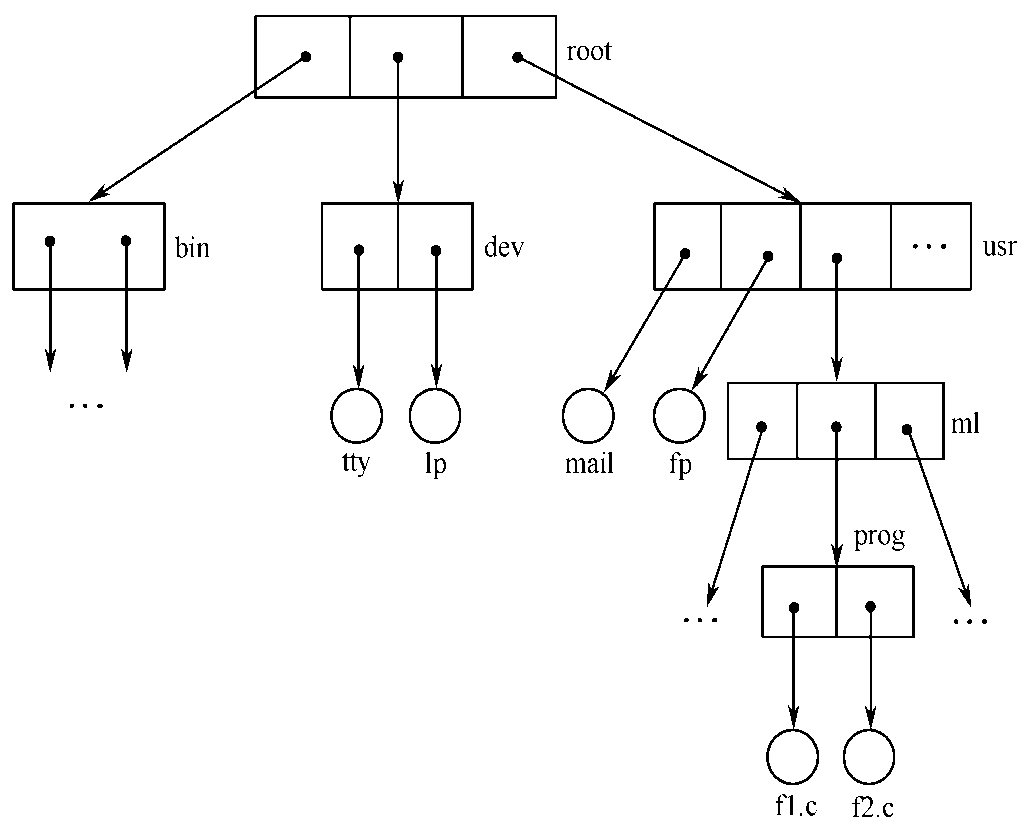 root
bin
dev
...
usr
...
tty
lp
mail
fp
ml
prog
...
...
f1.c
f2.c